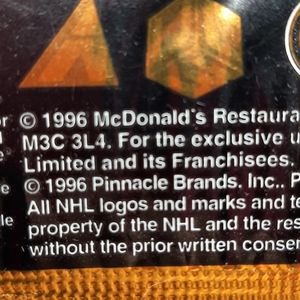 © 1996 McDonald's Restaura
M3C 3L4. For the exclusive u
Limited and its Franchisees.
© 1996 Pinnacle Brands. Inc.. P
All NHL logos and marks and te
property of the NHL and the res
without the prior written conse